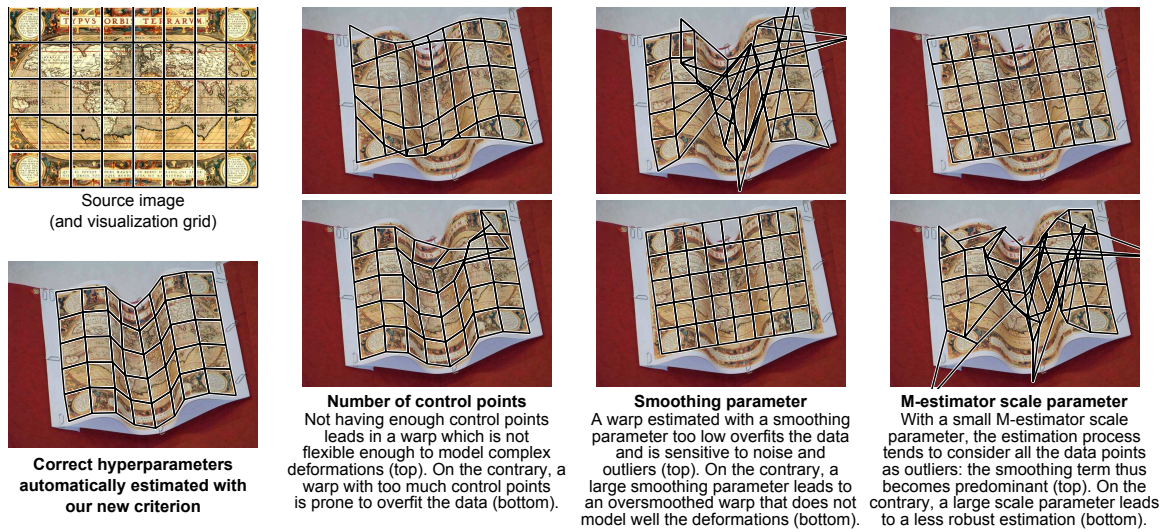 TYPVS ORBIS TERRARVM
Source image
(and visualization grid)
Correct hyperparameters
automatically estimated with
our new criterion
Number of control points
Not having enough control points
leads in a warp which is not
flexible enough to model complex
deformations (top). On the contrary, a
warp with too much control points
is prone to overfit the data (bottom).
Smoothing parameter
A warp estimated with a smoothing
parameter too low overfits the data
and is sensitive to noise and
outliers (top). On the contrary, a
large smoothing parameter leads to
an oversmoothed warp that does not
model well the deformations (bottom).
M-estimator scale parameter
With a small M-estimator scale
parameter, the estimation process
tends to consider all the data points
as outliers: the smoothing term thus
becomes predominant (top). On the
contrary, a large scale parameter leads
to a less robust estimation (bottom).